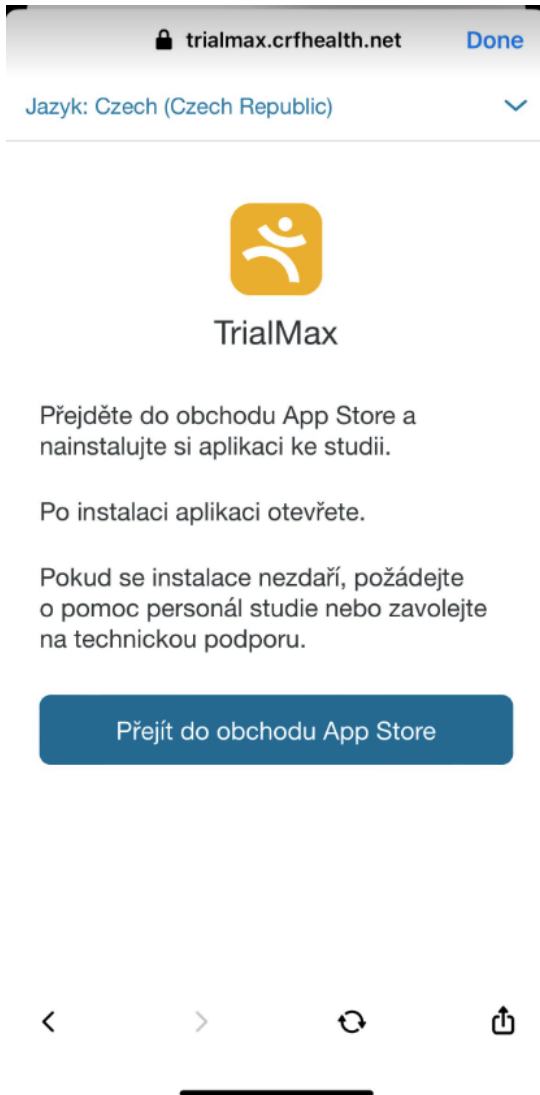 trialmax.crfhealth.net Done
Jazyk: Czech (Czech Republic)
TrialMax
Přejděte do obchodu App Store a
nainstalujte si aplikaci ke studii.
Po instalaci aplikaci otevřete.
Pokud se instalace nezdaří, požádejte
o pomoc personál studie nebo zavolejte
na technickou podporu.
Přejít do obchodu App Store